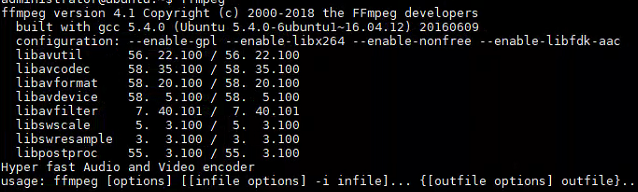 administrator@ubuntu:~$ ffmpeg
ffmpeg version 4.1 Copyright (c) 2000-2018 the FFmpeg developers
  built with gcc 5.4.0 (Ubuntu 5.4.0-6ubuntu1~16.04.12) 20160609
  configuration: --enable-gpl --enable-libx264 --enable-nonfree --enable-libfdk-aac
  libavutil      56. 22.100 / 56. 22.100
  libavcodec     58. 35.100 / 58. 35.100
  libavformat    58. 20.100 / 58. 20.100
  libavdevice    58.  5.100 / 58.  5.100
  libavfilter     7. 40.101 /  7. 40.101
  libswscale      5.  3.100 /  5.  3.100
  libswresample   3.  3.100 /  3.  3.100
  libpostproc    55.  3.100 / 55.  3.100
Hyper fast Audio and Video encoder
usage: ffmpeg [options] [[infile options] -i infile]... {[outfile options] outfile}..